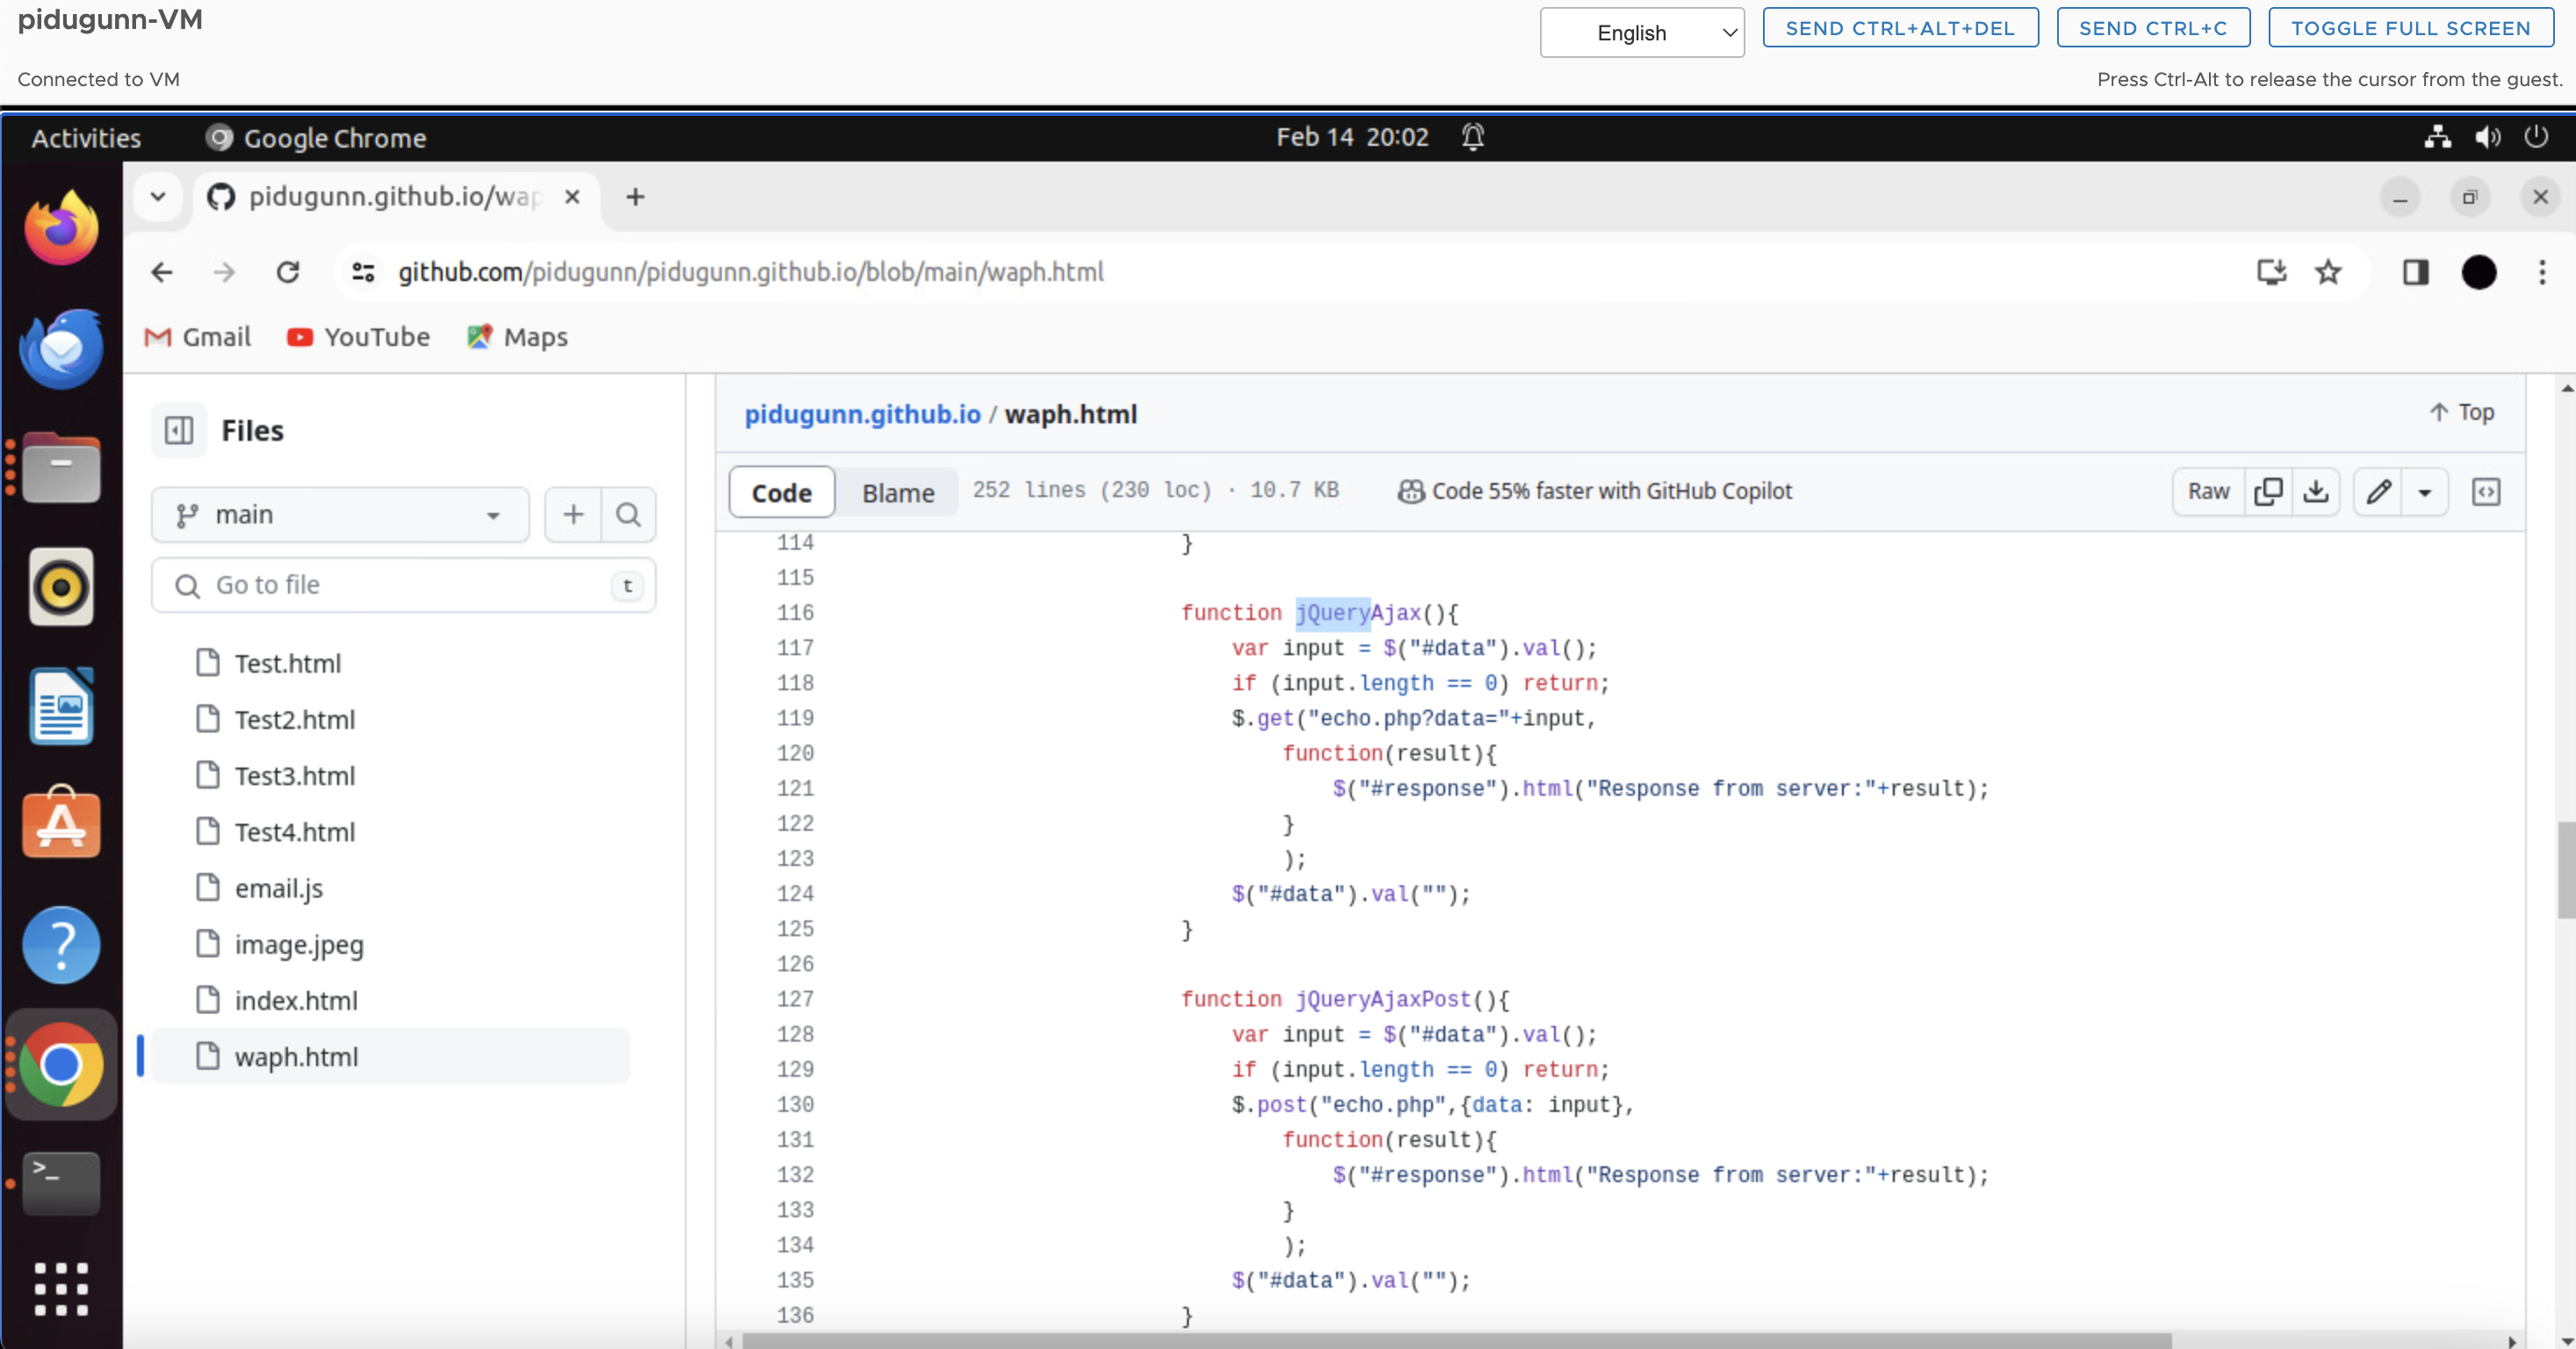 pidugunn-VM
English
SEND CTRL+ALT+DEL
SEND CTRL+C
TOGGLE FULL SCREEN
Connected to VM
Press Ctrl-Alt to release the cursor from the guest.
Activities
Google Chrome
Feb 14 20:02
pidugunn.github.io/wap
github.com/pidugunn/pidugunn.github.io/blob/main/waph.html
Gmail
YouTube
Maps
Files
main
Go to file
t
Test.html
Test2.html
Test3.html
Test4.html
email.js
image.jpeg
index.html
waph.html
pidugunn.github.io / waph.html
Top
Code
Blame
252 lines (230 loc) · 10.7 KB
Code 55% faster with GitHub Copilot
Raw
114 }
115
116 function jQueryAjax(){
117 var input = $("#data").val();
118 if (input.length == 0) return;
119 $.get("echo.php?data="+input,
120 function(result){
121 $("#response").html("Response from server:"+result);
122 }
123 );
124 $("#data").val("");
125 }
126
127 function jQueryAjaxPost(){
128 var input = $("#data").val();
129 if (input.length == 0) return;
130 $.post("echo.php",{data: input},
131 function(result){
132 $("#response").html("Response from server:"+result);
133 }
134 );
135 $("#data").val("");
136 }